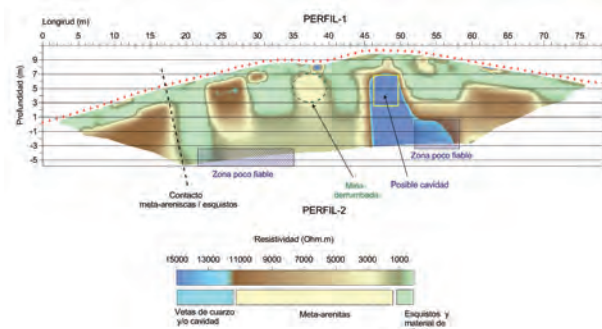 PERFIL-1
Longirud (m)
0 5 10 15 20 25 30 35 40 45 50 55 60 65 70 75
Profundidad (m)
9
7
5
3
1
-1
-3
-5
Zona poco fiable
Zona poco fiable
Contacto
meta-areniscas / esquistos
Meta-
derrumbado
Posible cavidad
PERFIL-2
Resistividad (Ohm.m)
15000 13000 11000 9000 7000 5000 3000 1000
Vetas de cuarzo
y/o cavidad
Meta-arenitas
Esquistos y
material de